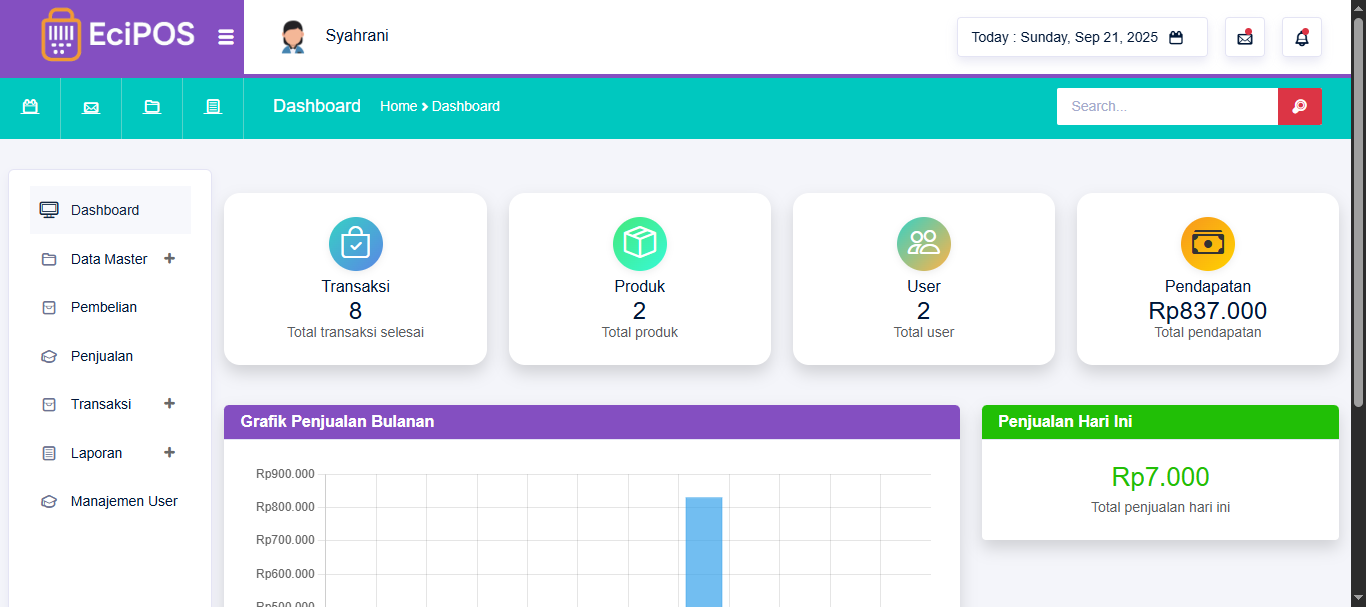 EciPOS
Syahrani
Today : Sunday, Sep 21, 2025
Dashboard
Home Dashboard
Search...
Dashboard
Data Master
Pembelian
Penjualan
Transaksi
Laporan
Manajemen User
Transaksi
8
Total transaksi selesai
Produk
2
Total produk
User
2
Total user
Pendapatan
Rp837.000
Total pendapatan
Grafik Penjualan Bulanan
Rp900.000
Rp800.000
Rp700.000
Rp600.000
Rp500.000
Penjualan Hari Ini
Rp7.000
Total penjualan hari ini